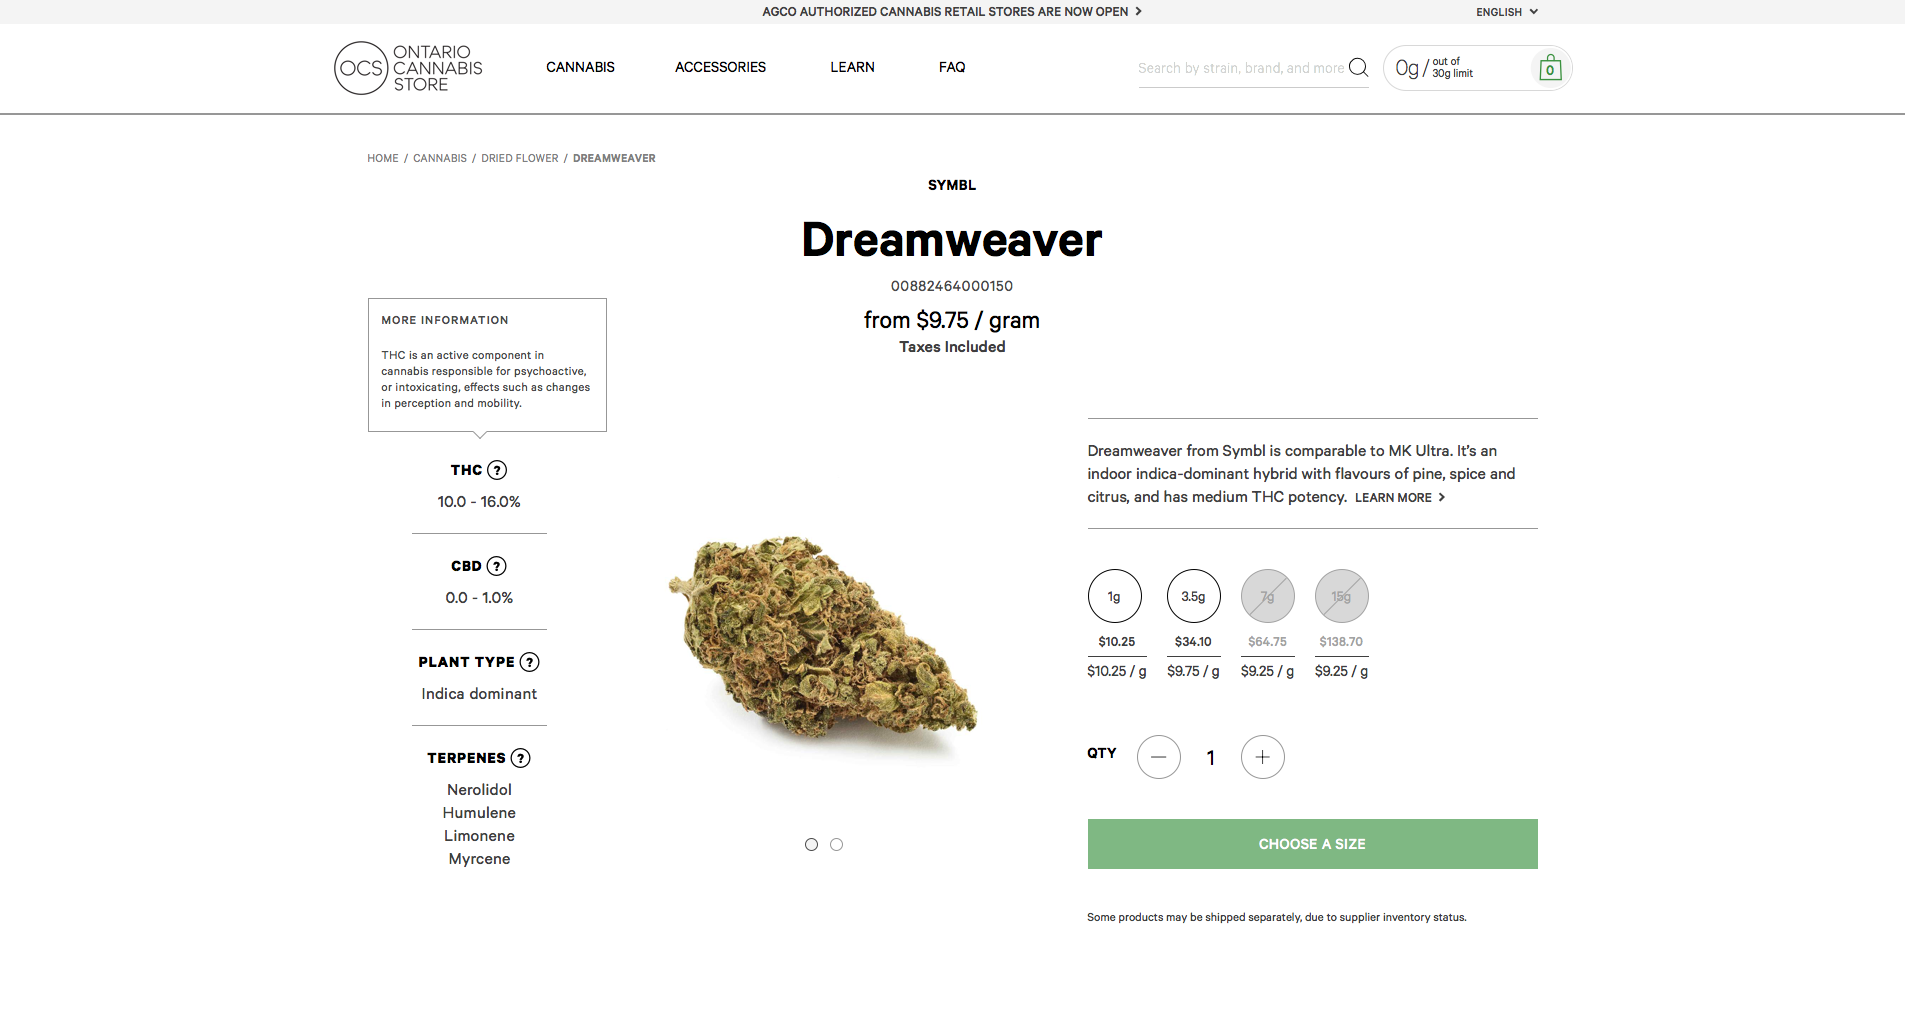 AGCO AUTHORIZED CANNABIS RETAIL STORES ARE NOW OPEN
ENGLISH
OCS
ONTARIO
CANNABIS
STORE
CANNABIS
ACCESSORIES
LEARN
FAQ
Search by strain, brand, and more
0g / out of
30g limit
0
HOME / CANNABIS / DRIED FLOWER / DREAMWEAVER
SYMBL
Dreamweaver
00882464000150
from $9.75 / gram
Taxes Included
MORE INFORMATION
THC is an active component in
cannabis responsible for psychoactive,
or intoxicating, effects such as changes
in perception and mobility.
THC ?
10.0 - 16.0%
CBD ?
0.0 - 1.0%
PLANT TYPE ?
Indica dominant
TERPENES ?
Nerolidol
Humulene
Limonene
Myrcene
Dreamweaver from Symbl is comparable to MK Ultra. It's an
indoor indica-dominant hybrid with flavours of pine, spice and
citrus, and has medium THC potency. LEARN MORE
1g 3.5g 7g 15g
$10.25 $34.10 $64.75 $138.70
$10.25 / g $9.75 / g $9.25 / g $9.25 / g
QTY 1
CHOOSE A SIZE
Some products may be shipped separately, due to supplier inventory status.